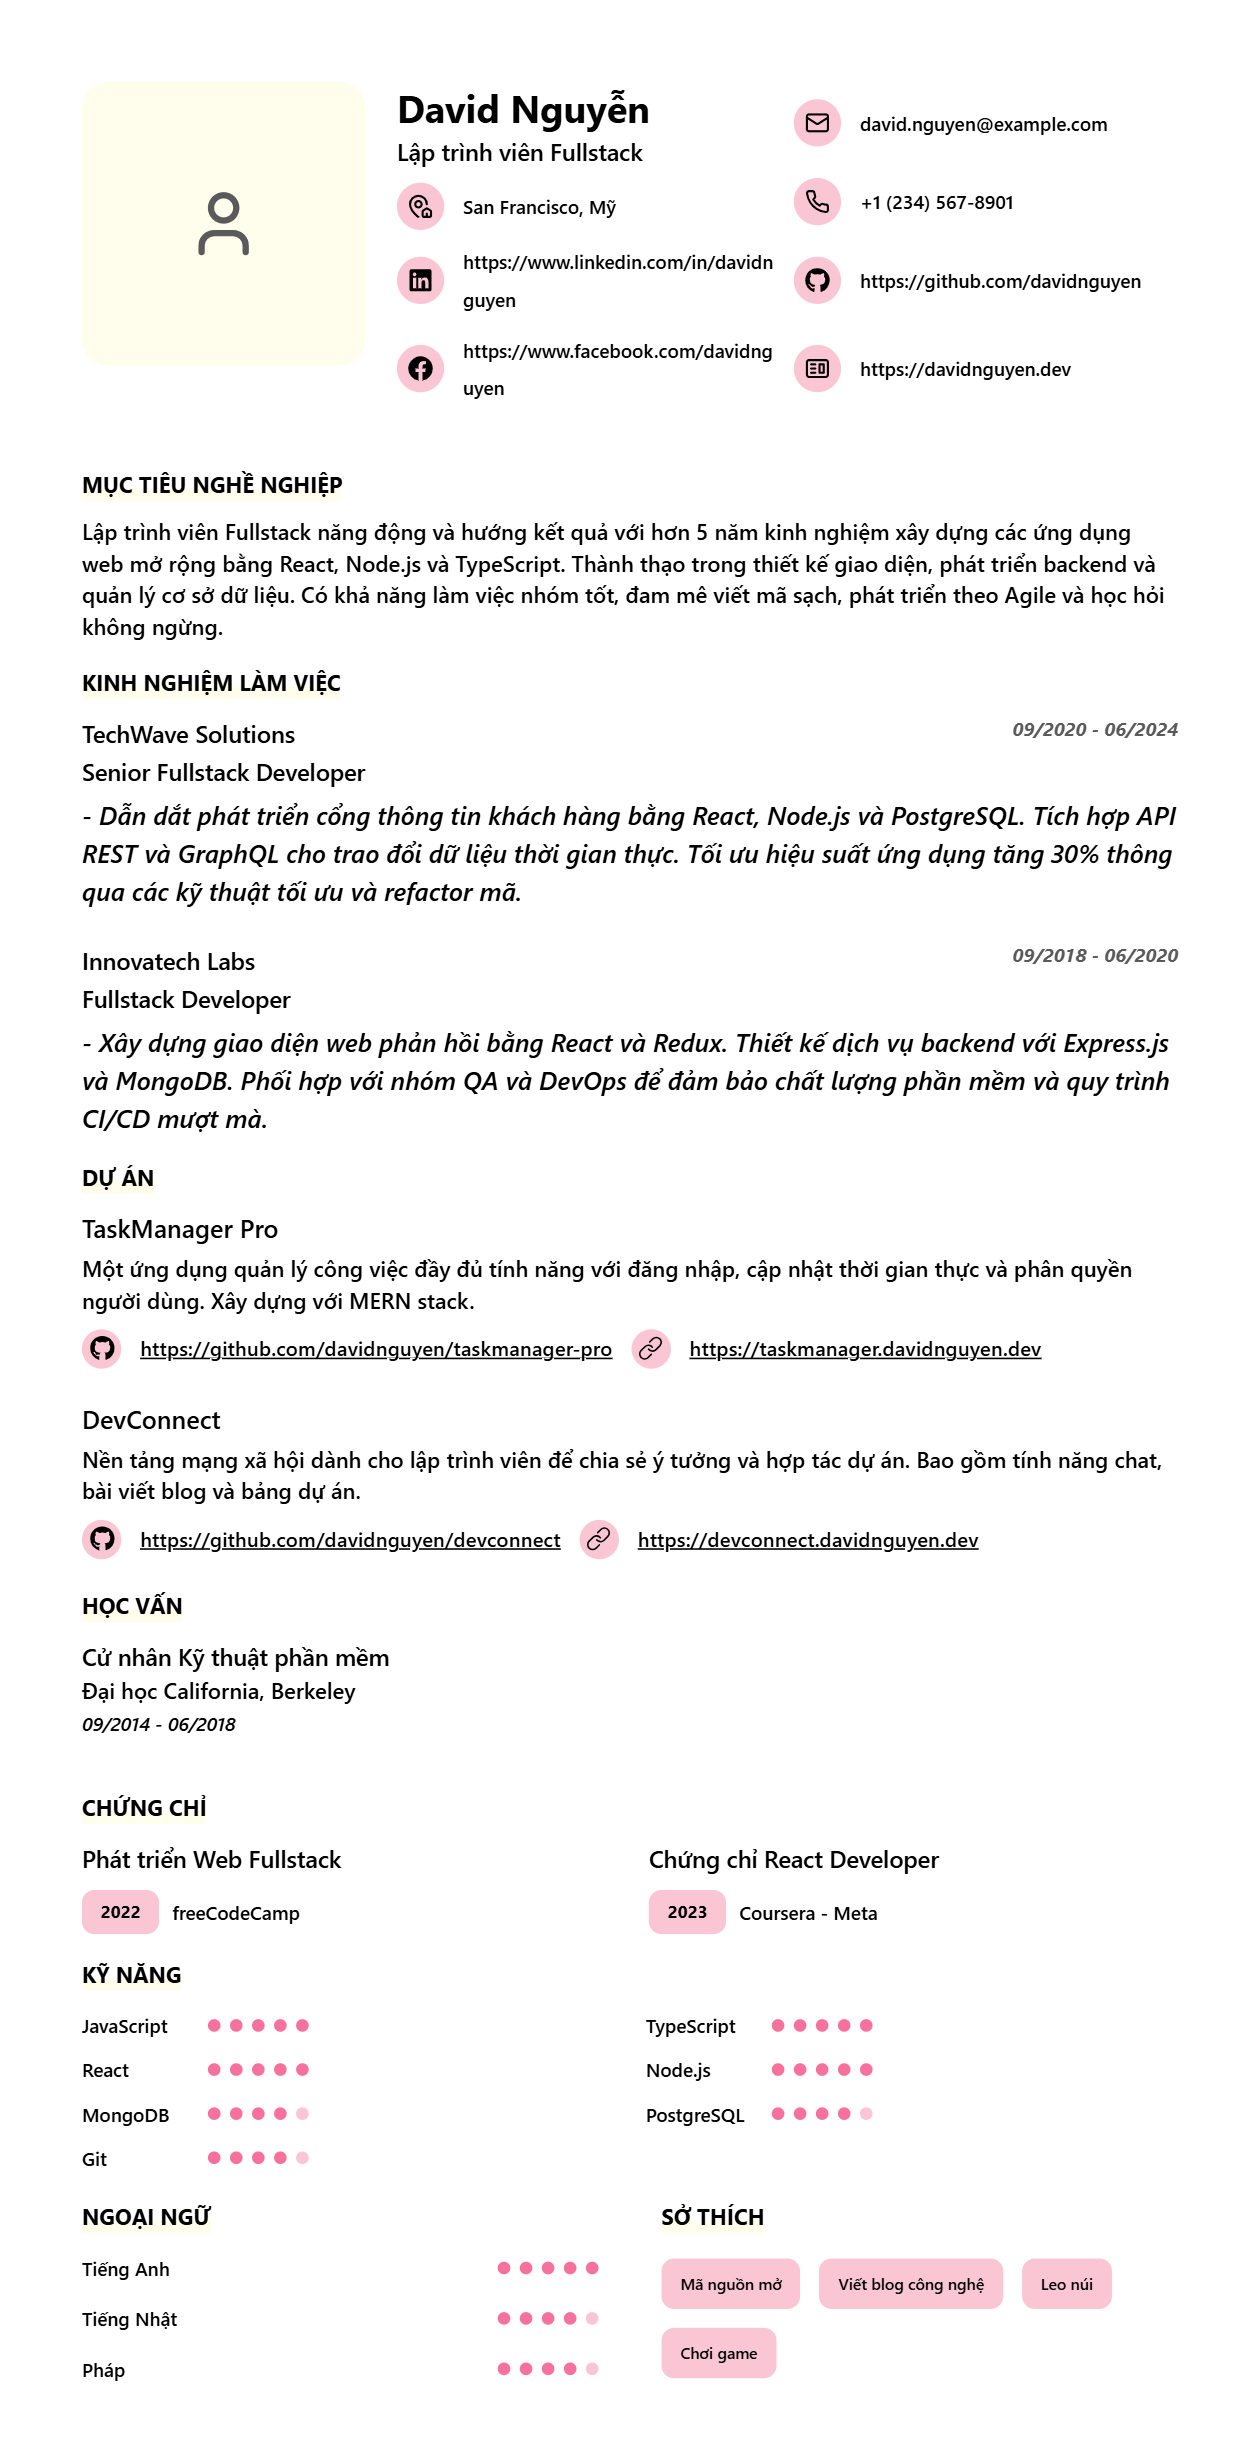 David Nguyễn
Lập trình viên Fullstack
San Francisco, Mỹ
https://www.linkedin.com/in/davidn
guyen
https://www.facebook.com/davidng
uyen
david.nguyen@example.com
+1 (234) 567-8901
https://github.com/davidnguyen
https://davidnguyen.dev
MỤC TIÊU NGHỀ NGHIỆP
Lập trình viên Fullstack năng động và hướng kết quả với hơn 5 năm kinh nghiệm xây dựng các ứng dụng
web mở rộng bằng React, Node.js và TypeScript. Thành thạo trong thiết kế giao diện, phát triển backend và
quản lý cơ sở dữ liệu. Có khả năng làm việc nhóm tốt, đam mê viết mã sạch, phát triển theo Agile và học hỏi
không ngừng.
KINH NGHIỆM LÀM VIỆC
TechWave Solutions
09/2020 - 06/2024
Senior Fullstack Developer
- Dẫn dắt phát triển cổng thông tin khách hàng bằng React, Node.js và PostgreSQL. Tích hợp API
REST và GraphQL cho trao đổi dữ liệu thời gian thực. Tối ưu hiệu suất ứng dụng tăng 30% thông
qua các kỹ thuật tối ưu và refactor mã.
Innovatech Labs
09/2018 - 06/2020
Fullstack Developer
- Xây dựng giao diện web phản hồi bằng React và Redux. Thiết kế dịch vụ backend với Express.js
và MongoDB. Phối hợp với nhóm QA và DevOps để đảm bảo chất lượng phần mềm và quy trình
CI/CD mượt mà.
DỰ ÁN
TaskManager Pro
Một ứng dụng quản lý công việc đầy đủ tính năng với đăng nhập, cập nhật thời gian thực và phân quyền
người dùng. Xây dựng với MERN stack.
https://github.com/davidnguyen/taskmanager-pro https://taskmanager.davidnguyen.dev
DevConnect
Nền tảng mạng xã hội dành cho lập trình viên để chia sẻ ý tưởng và hợp tác dự án. Bao gồm tính năng chat,
bài viết blog và bảng dự án.
https://github.com/davidnguyen/devconnect https://devconnect.davidnguyen.dev
HỌC VẤN
Cử nhân Kỹ thuật phần mềm
Đại học California, Berkeley
09/2014 - 06/2018
CHỨNG CHỈ
Phát triển Web Fullstack
2022 freeCodeCamp
Chứng chỉ React Developer
2023 Coursera - Meta
KỸ NĂNG
JavaScript
TypeScript
React
Node.js
MongoDB
PostgreSQL
Git
NGOẠI NGỮ
Tiếng Anh
Tiếng Nhật
Pháp
SỞ THÍCH
Mã nguồn mở
Viết blog công nghệ
Leo núi
Chơi game